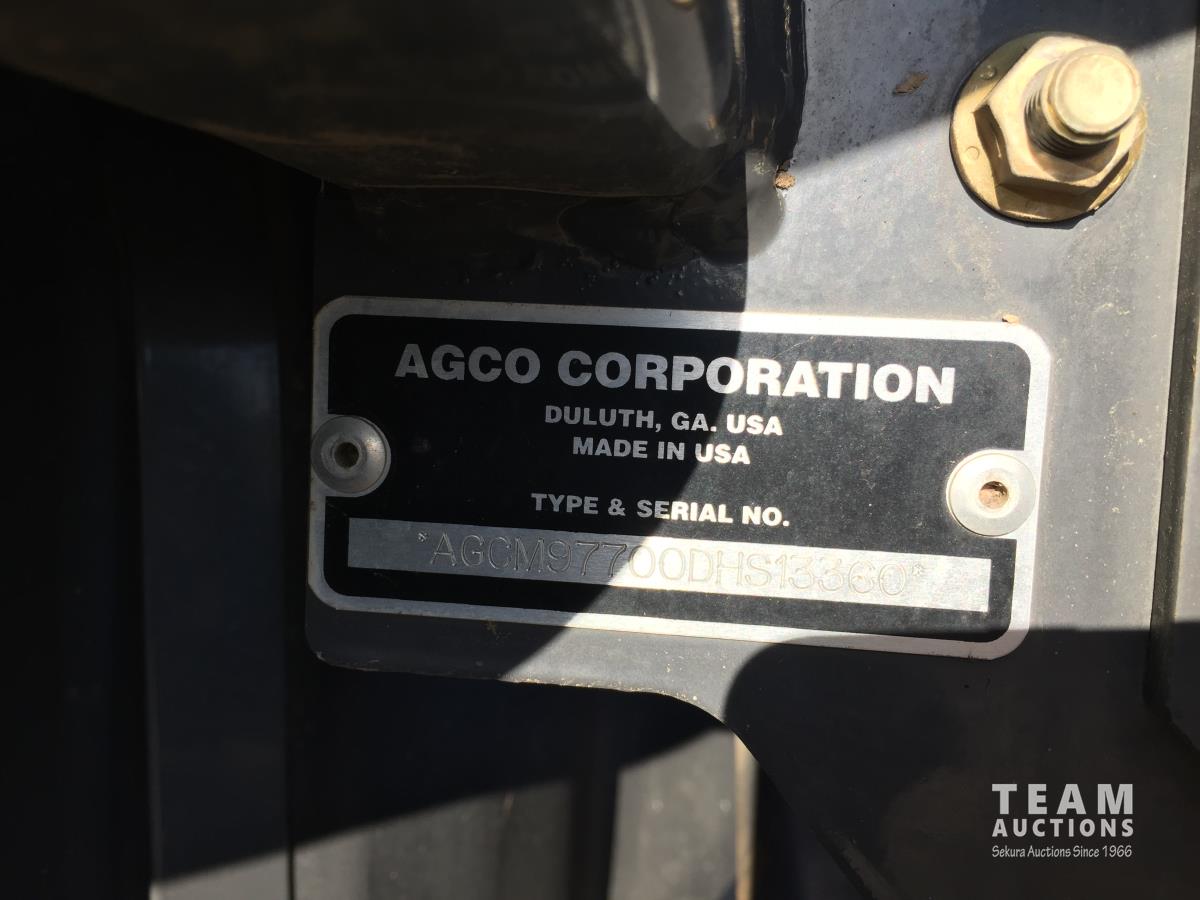 AGCO CORPORATION
DULUTH, GA. USA
MADE IN USA
TYPE & SERIAL NO.
*AGCM97700DHS13360*
TEAM
AUCTIONS
Sekura Auctions Since 1966